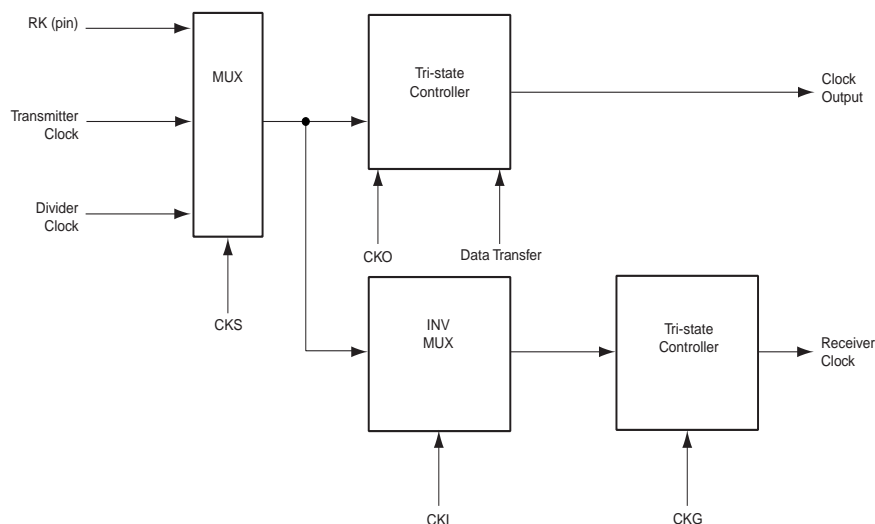 RK (pin)
MUX
Tri-state
Controller
Clock
Output
Transmitter
Clock
Divider
Clock
CKO
Data Transfer
CKS
INV
MUX
Tri-state
Controller
Receiver
Clock
CKI
CKG